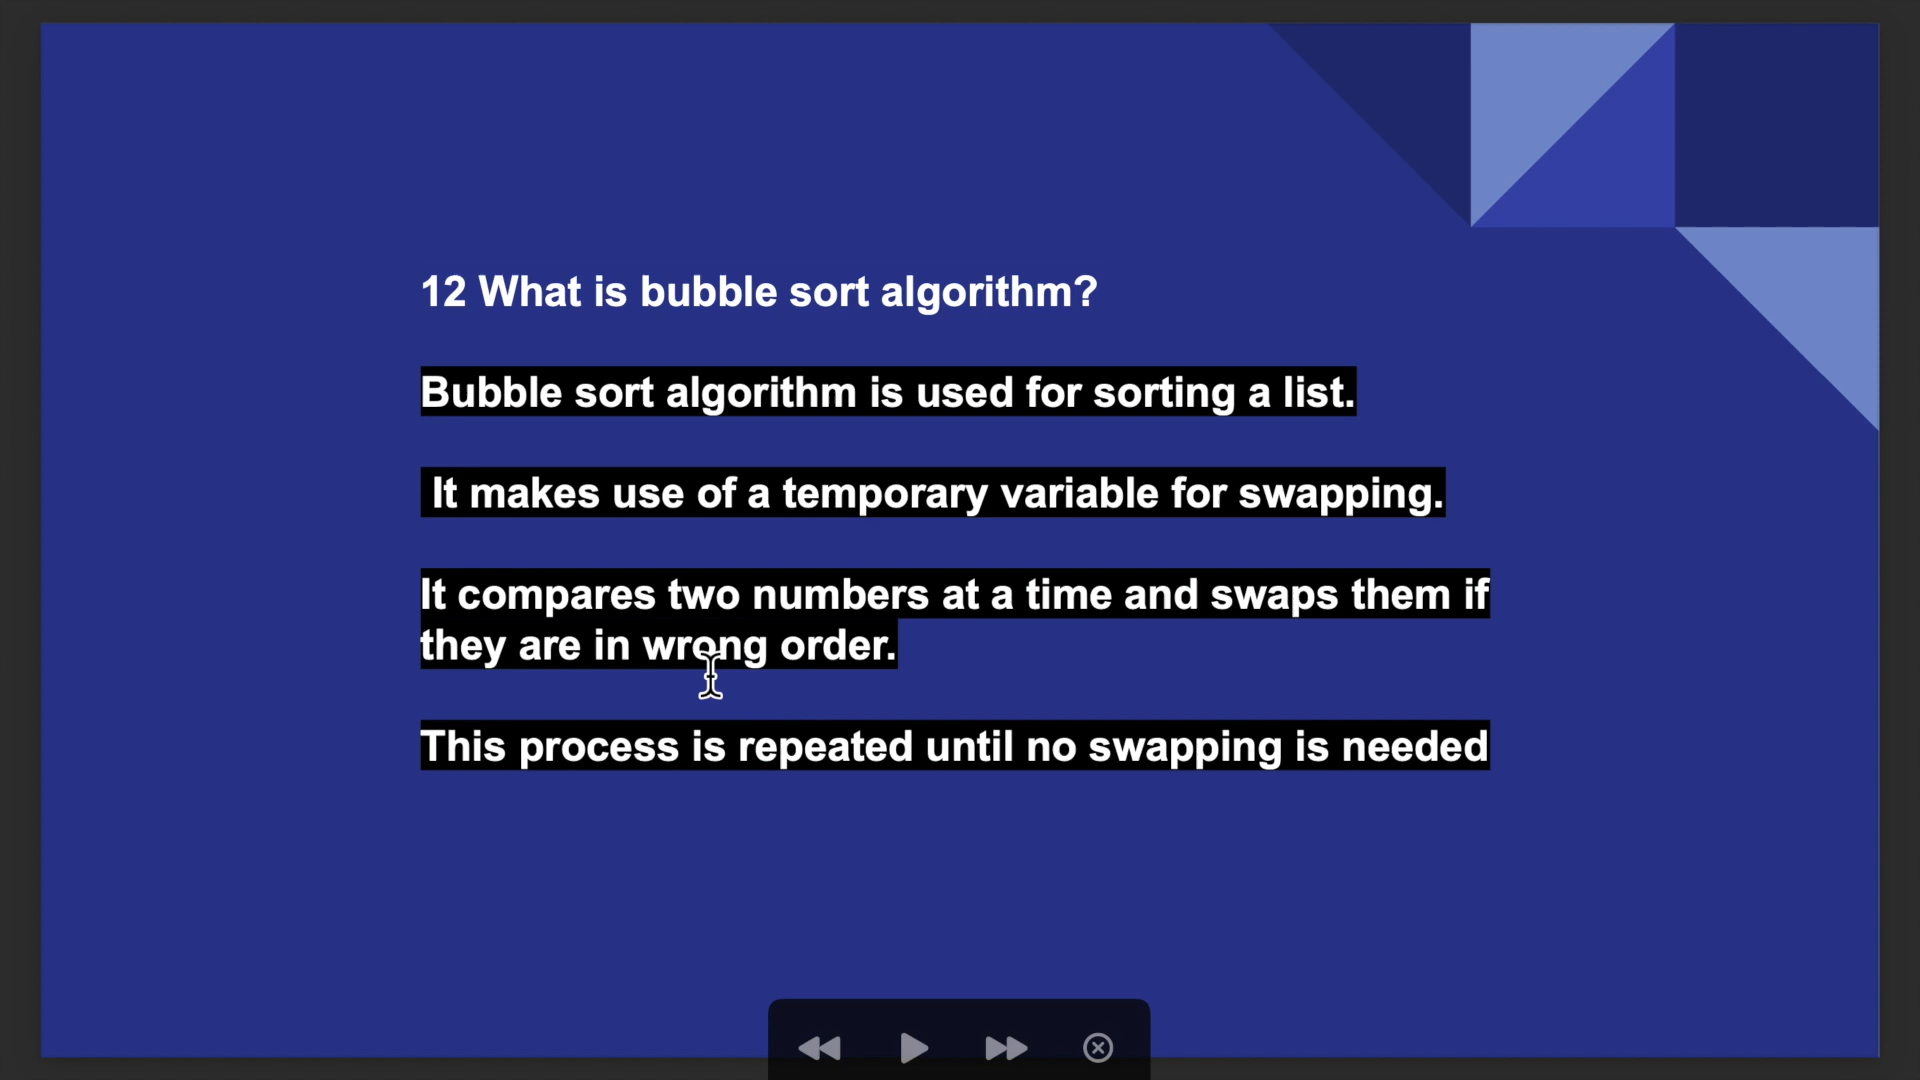 12 What is bubble sort algorithm?
Bubble sort algorithm is used for sorting a list.
It makes use of a temporary variable for swapping.
It compares two numbers at a time and swaps them if
they are in wrong order.
This process is repeated until no swapping is needed